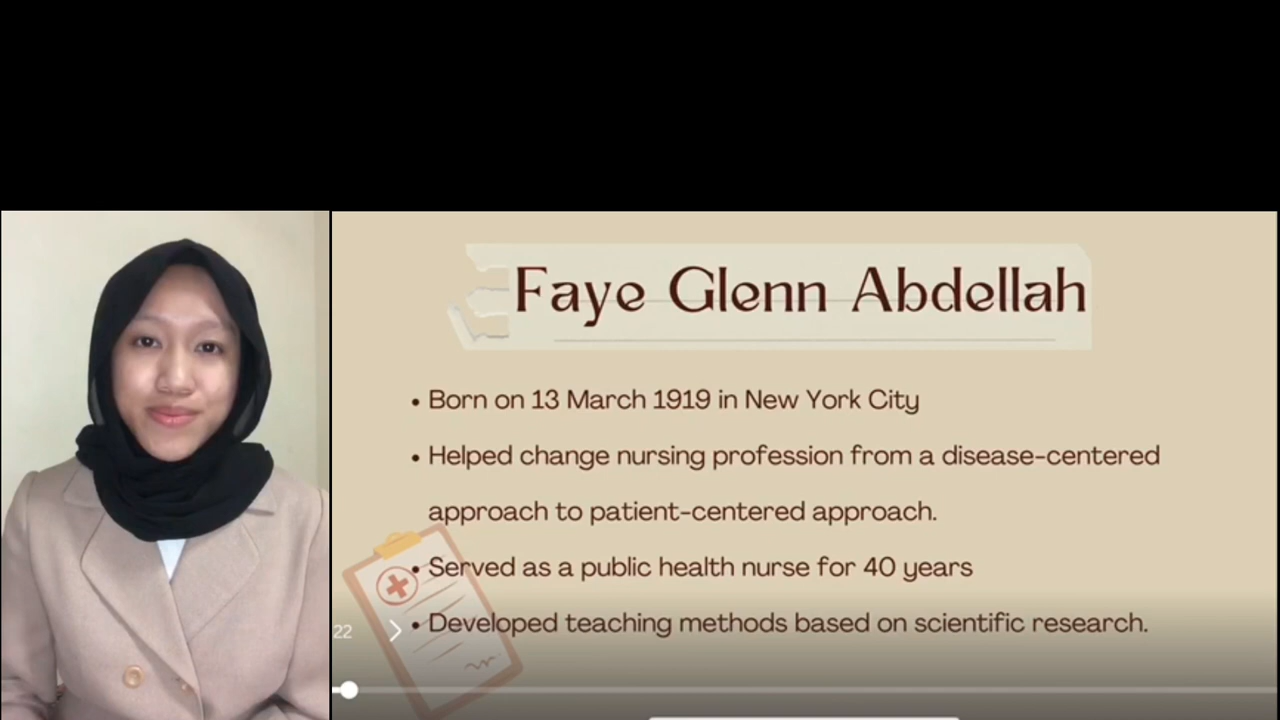 Faye Glenn Abdellah
• Born on 13 March 1919 in New York City
• Helped change nursing profession from a disease-centered
approach to patient-centered approach.
• Served as a public health nurse for 40 years
22
• Developed teaching methods based on scientific research.